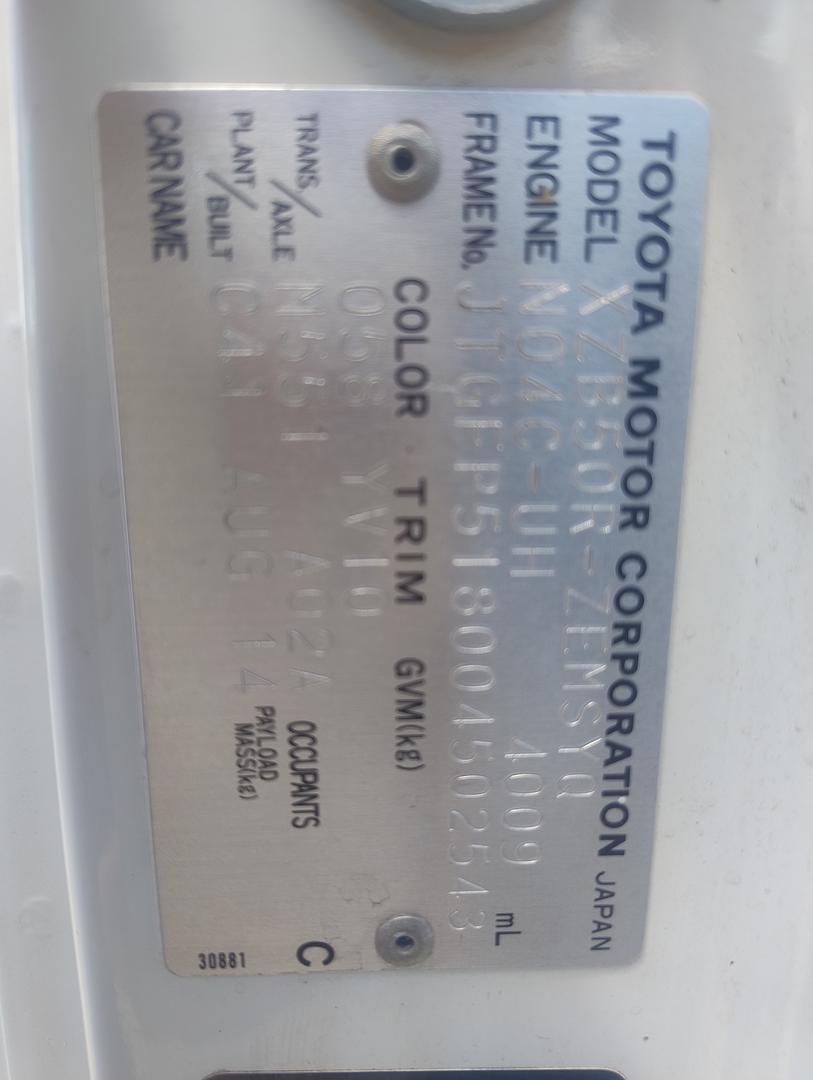 TOYOTA MOTOR CORPORATION JAPAN
MODEL XZB50R-ZEMSYQ
ENGINE N04C-UH 4009 mL
FRAME No. JTGFP518004502543
COLOR TRIM GVM(kg)
058 YV10
TRANS./AXLE M551 A02A OCCUPANTS C
PLANT/BUILT C41 AUG 14 PAYLOAD MASS(kg)
CAR NAME 30881